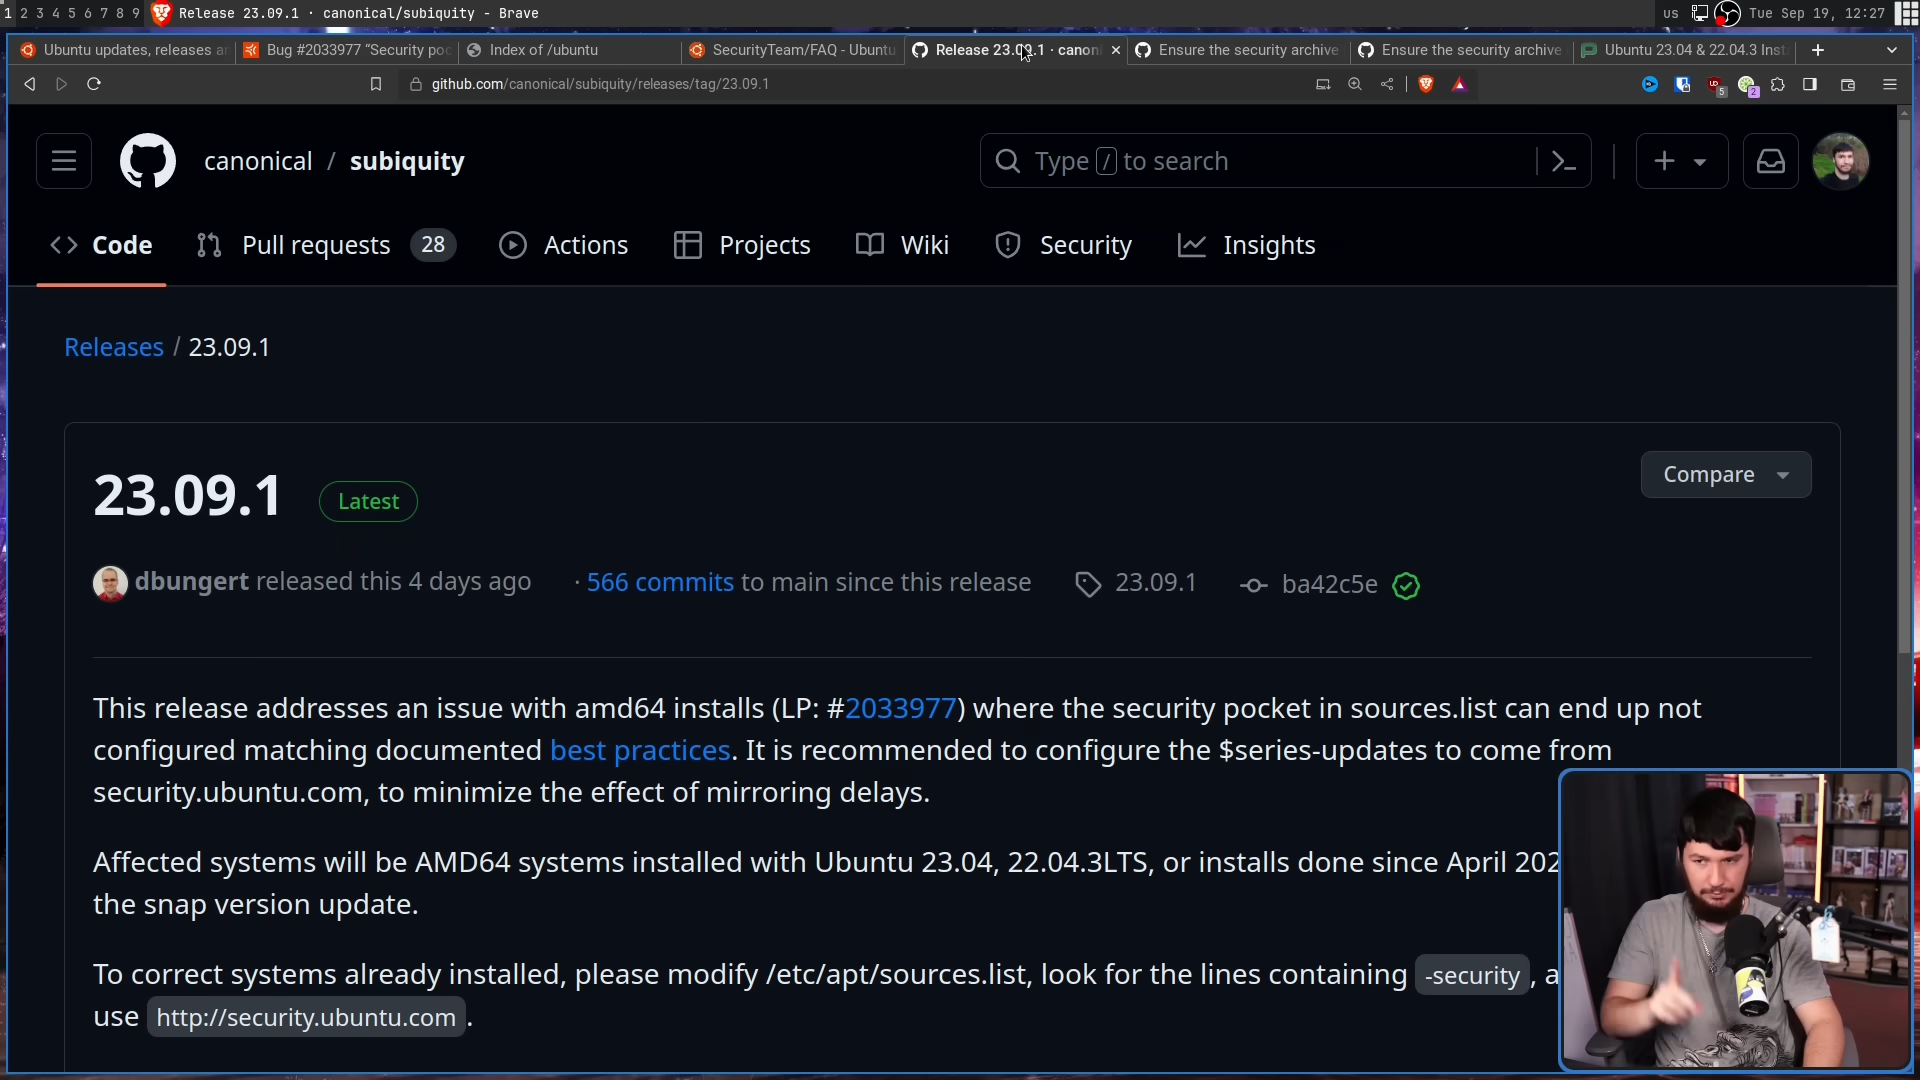 1 2 3 4 5 6 7 8 9 Release 23.09.1 · canonical/subiquity - Brave us Tue Sep 19, 12:27
Ubuntu updates, releases a Bug #2033977 “Security po Index of /ubuntu SecurityTeam/FAQ - Ubuntu Release 23.09.1 · canon Ensure the security archive Ensure the security archive Ubuntu 23.04 & 22.04.3 Inst
github.com/canonical/subiquity/releases/tag/23.09.1 5 2
canonical / subiquity Type / to search
Code Pull requests 28 Actions Projects Wiki Security Insights
Releases / 23.09.1
23.09.1 Latest Compare
dbungert released this 4 days ago · 566 commits to main since this release 23.09.1 ba42c5e
This release addresses an issue with amd64 installs (LP: #2033977) where the security pocket in sources.list can end up not
configured matching documented best practices. It is recommended to configure the $series-updates to come from
security.ubuntu.com, to minimize the effect of mirroring delays.
Affected systems will be AMD64 systems installed with Ubuntu 23.04, 22.04.3LTS, or installs done since April 202
the snap version update.
To correct systems already installed, please modify /etc/apt/sources.list, look for the lines containing -security, a
use http://security.ubuntu.com.